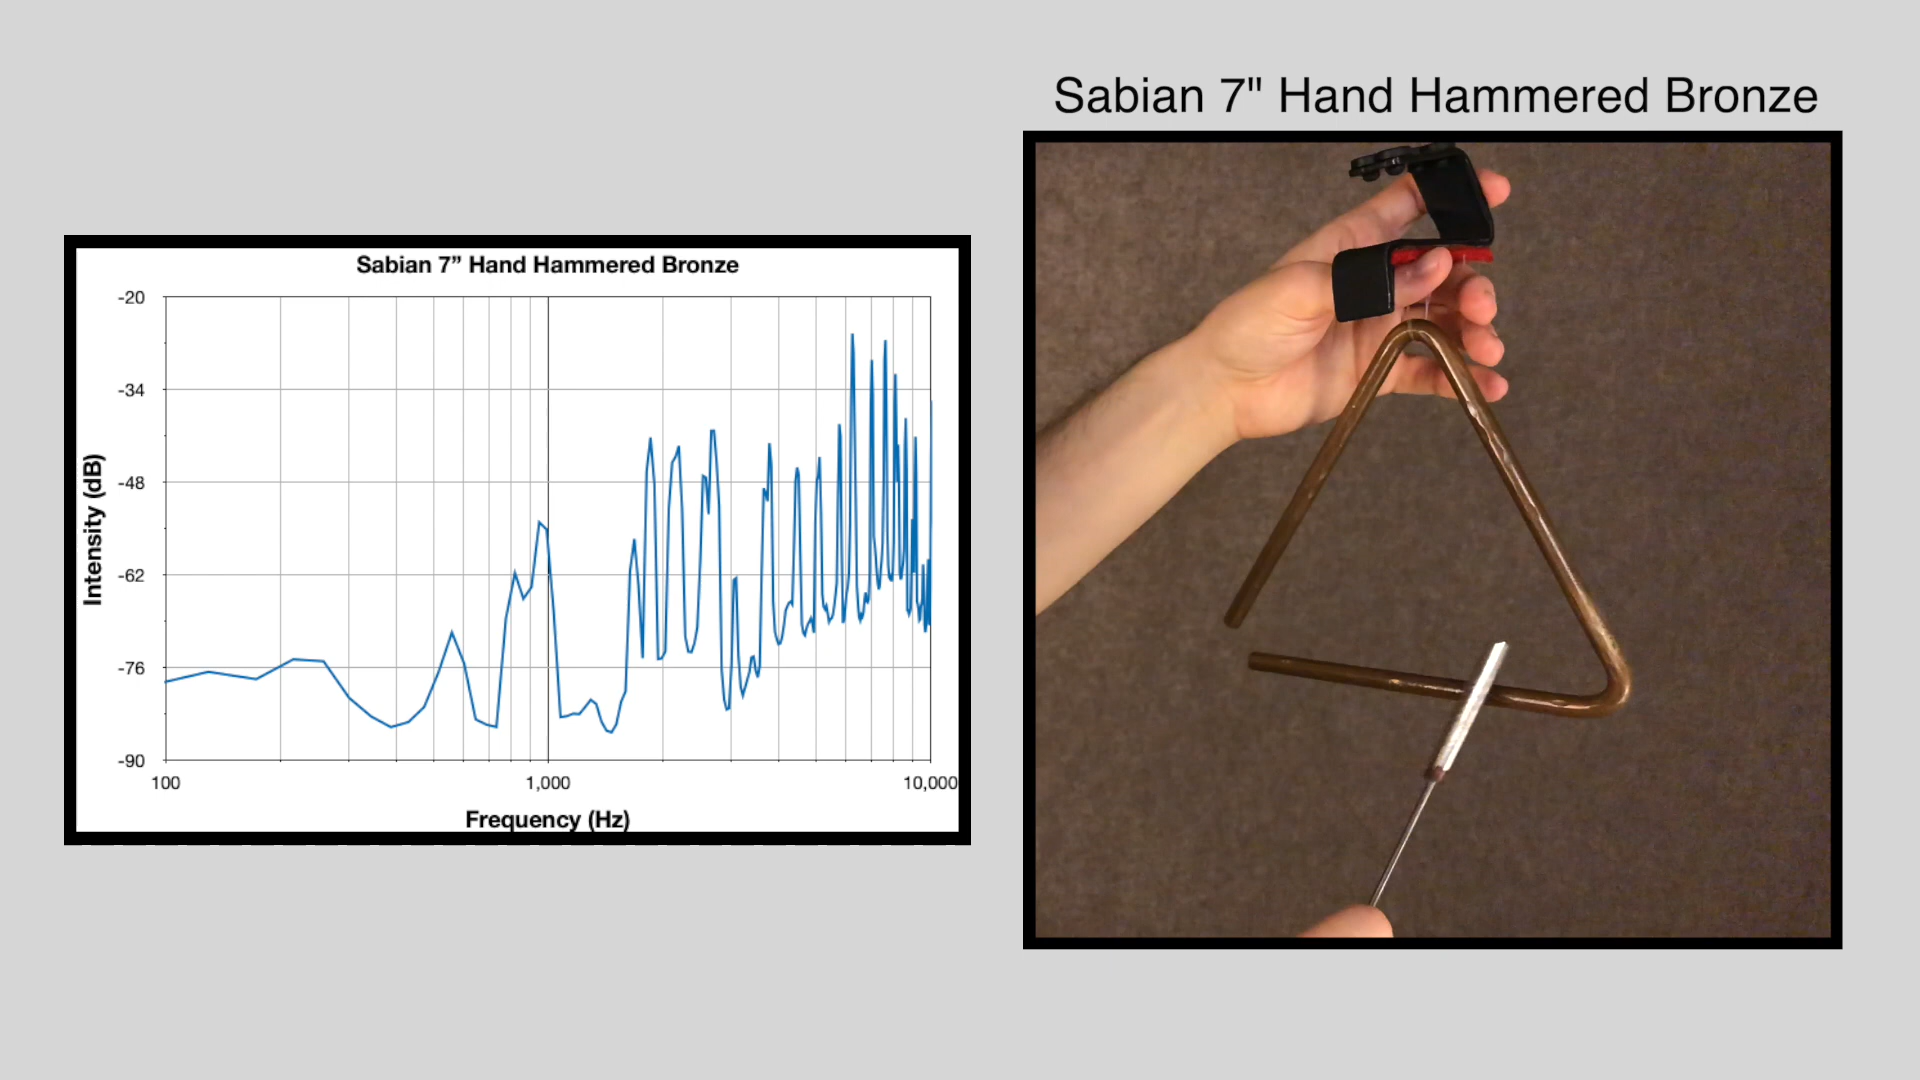 Sabian 7" Hand Hammered Bronze
Sabian 7” Hand Hammered Bronze
-20
-34
-48
-62
-76
-90
Intensity (dB)
100
1,000
10,000
Frequency (Hz)